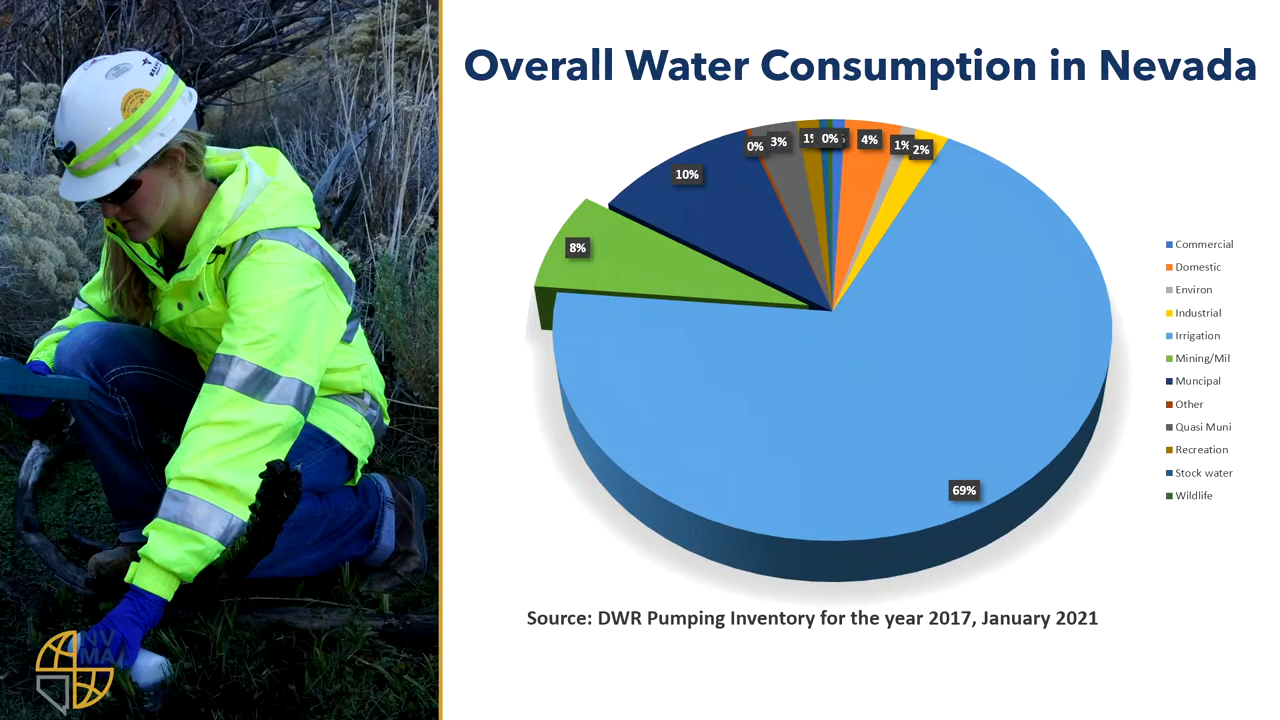 Overall Water Consumption in Nevada
0%
3%
0%
4%
1%
2%
10%
8%
69%
Commercial
Domestic
Environ
Industrial
Irrigation
Mining/Mil
Muncipal
Other
Quasi Muni
Recreation
Stock water
Wildlife
Source: DWR Pumping Inventory for the year 2017, January 2021
NV
MA